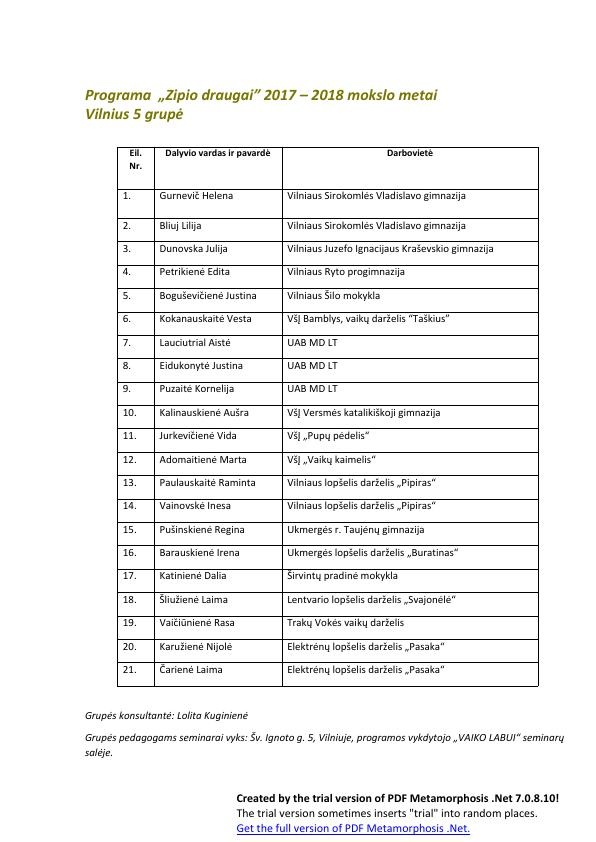 Programa „Zipio draugai” 2017 – 2018 mokslo metai
Vilnius 5 grupė
Eil. Nr. Dalyvio vardas ir pavardė Darbovietė
1. Gurnevič Helena Vilniaus Sirokomlės Vladislavo gimnazija
2. Bliuj Lilija Vilniaus Sirokomlės Vladislavo gimnazija
3. Dunovska Julija Vilniaus Juzefo Ignacijaus Kraševskio gimnazija
4. Petrikienė Edita Vilniaus Ryto progimnazija
5. Boguševičienė Justina Vilniaus Šilo mokykla
6. Kokanauskaitė Vesta VšĮ Bamblys, vaikų darželis “Taškius”
7. Lauciutrial Aistė UAB MD LT
8. Eidukonytė Justina UAB MD LT
9. Puzaitė Kornelija UAB MD LT
10. Kalinauskienė Aušra VšĮ Versmės katalikiškoji gimnazija
11. Jurkevičienė Vida VšĮ „Pupų pėdelis“
12. Adomaitienė Marta VšĮ „Vaikų kaimelis“
13. Paulauskaitė Raminta Vilniaus lopšelis darželis „Pipiras“
14. Vainovskė Inesa Vilniaus lopšelis darželis „Pipiras“
15. Pušinskienė Regina Ukmergės r. Taujėnų gimnazija
16. Barauskienė Irena Ukmergės lopšelis darželis „Buratinas“
17. Katinienė Dalia Širvintų pradinė mokykla
18. Šliužienė Laima Lentvario lopšelis darželis „Svajonėlė“
19. Vaičiūnienė Rasa Trakų Vokės vaikų darželis
20. Karužienė Nijolė Elektrėnų lopšelis darželis „Pasaka“
21. Čarienė Laima Elektrėnų lopšelis darželis „Pasaka“
Grupės konsultantė: Lolita Kuginienė
Grupės pedagogams seminarai vyks: Šv. Ignoto g. 5, Vilniuje, programos vykdytojo „VAIKO LABUI“ seminarų
salėje.
Created by the trial version of PDF Metamorphosis .Net 7.0.8.10!
The trial version sometimes inserts "trial" into random places.
Get the full version of PDF Metamorphosis .Net.